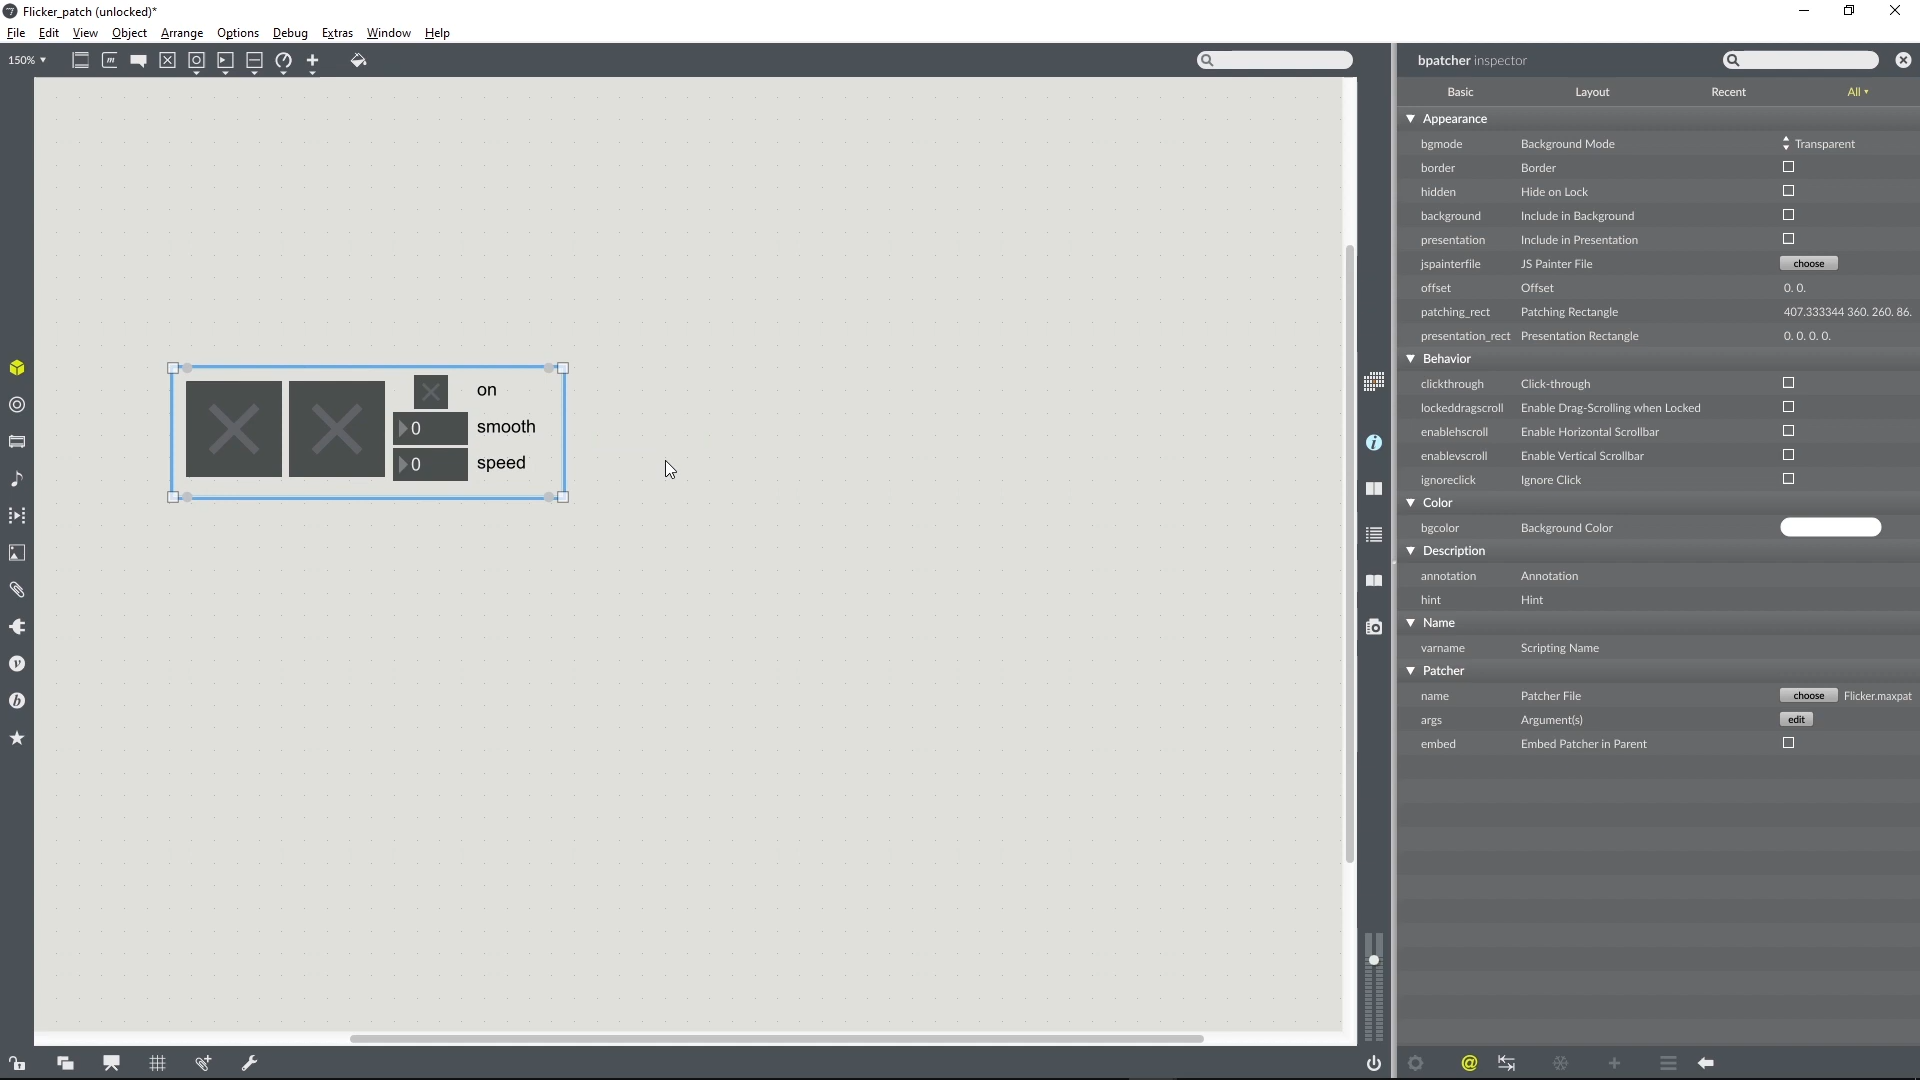 Flicker_patch (unlocked)*
File Edit View Object Arrange Options Debug Extras Window Help
150%
bpatcher inspector
Basic Layout Recent All
Appearance
bgmode Background Mode Transparent
border Border
hidden Hide on Lock
background Include in Background
presentation Include in Presentation
jspainterfile JS Painter File choose
offset Offset 0. 0.
patching_rect Patching Rectangle 407.333344 360. 260. 86.
presentation_rect Presentation Rectangle 0. 0. 0. 0.
Behavior
clickthrough Click-through
lockeddragscroll Enable Drag-Scrolling when Locked
enablehscroll Enable Horizontal Scrollbar
enablevscroll Enable Vertical Scrollbar
ignoreclick Ignore Click
Color
bgcolor Background Color
Description
annotation Annotation
hint Hint
Name
varname Scripting Name
Patcher
name Patcher File choose Flicker.maxpat
args Argument(s) edit
embed Embed Patcher in Parent
on
0 smooth
0 speed